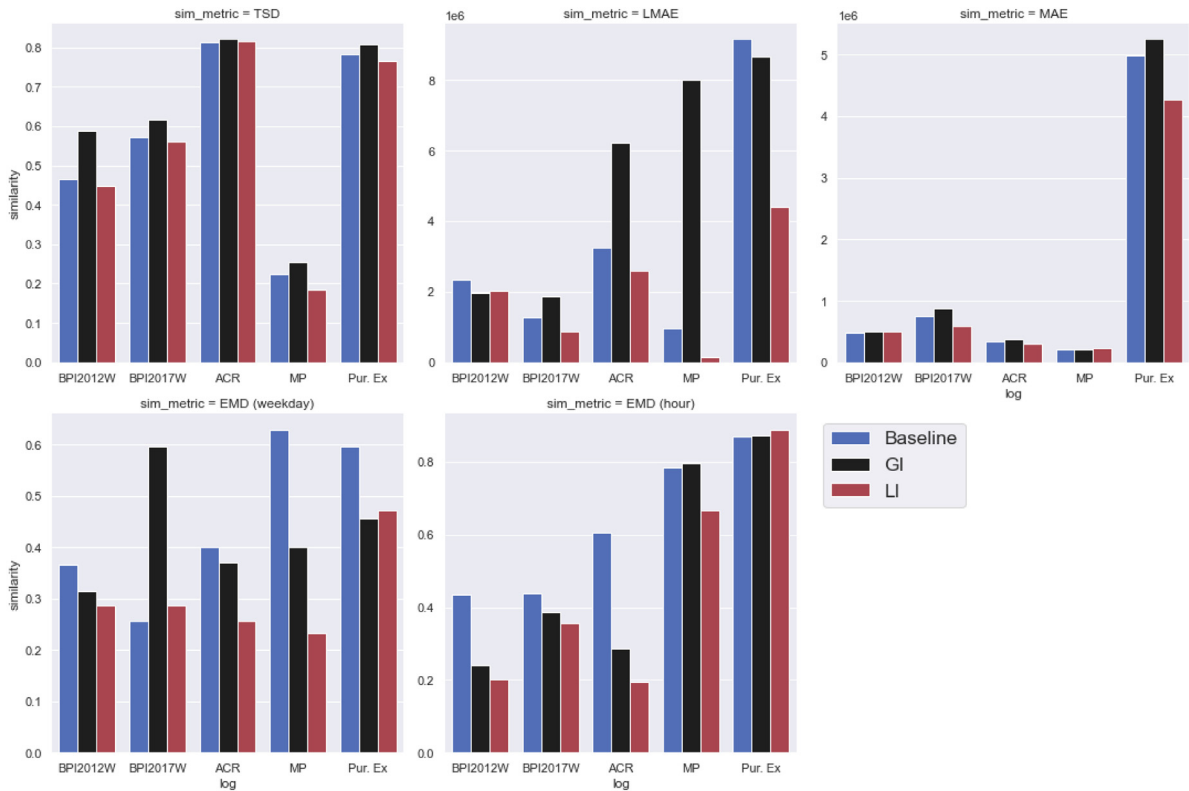 sim_metric = TSD
similarity
0.8
0.7
0.6
0.5
0.4
0.3
0.2
0.1
0.0
BPI2012W BPI2017W ACR MP Pur. Ex
sim_metric = LMAE
1e6
8
6
4
2
0
BPI2012W BPI2017W ACR MP Pur. Ex
sim_metric = MAE
1e6
5
4
3
2
1
0
BPI2012W BPI2017W ACR MP Pur. Ex
log
sim_metric = EMD (weekday)
similarity
0.6
0.5
0.4
0.3
0.2
0.1
0.0
BPI2012W BPI2017W ACR MP Pur. Ex
log
sim_metric = EMD (hour)
0.8
0.6
0.4
0.2
0.0
BPI2012W BPI2017W ACR MP Pur. Ex
log
Baseline
GI
LI